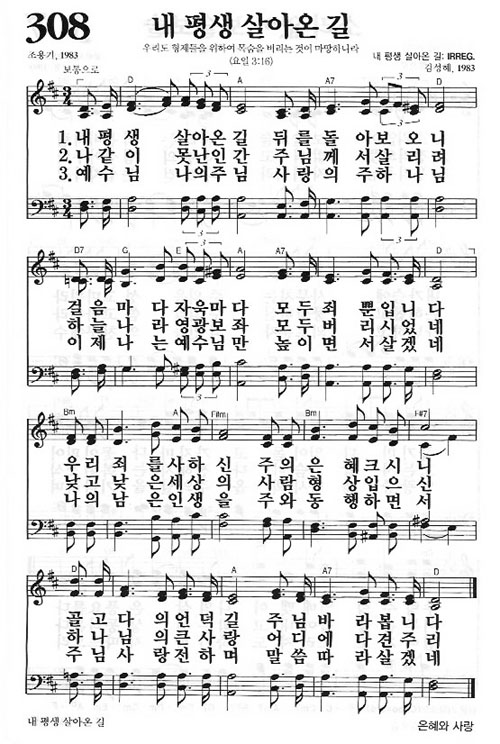 308
내 평생 살아온 길
우리도 형제들을 위하여 목숨을 버리는 것이 마땅하니라
(요일 3:16)
조용기, 1983
보통으로
내 평생 살아온 길: IRREG.
김성혜, 1983
D A A7
1. 내 평 생 살아온 길 뒤 를 돌 아 보 오 니
2. 나 같 이 못난인 간 주 님 께 서 살 리 려
3. 예 수 님 나의주 님 사 랑 의 주 하 나 님
D7 G E A A7 D
걸 음 마 다 자욱마 다 모 두 죄 뿐 입 니 다
하 늘 나 라 영광보 좌 모 두 버 리 시 었 네
이 제 나 는 예수님 만 높 이 면 서 살 겠 네
Bm A F#m Bm F#7
우 리 죄 를 사 하 신 주 의 은 혜 크 시 니
낮 고 낮 은 세 상 의 사 람 형 상 입 으 신
나 의 남 은 인 생 을 주 와 동 행 하 면 서
D A7 D
골 고 다 의 언 덕 길 주 님 바 라 봅 니 다
하 나 님 의 큰 사 랑 어 디 에 다 견 주 리
주 님 사 랑 전 하 며 말 씀 따 라 살 겠 네
내 평생 살아온 길
은혜와 사랑